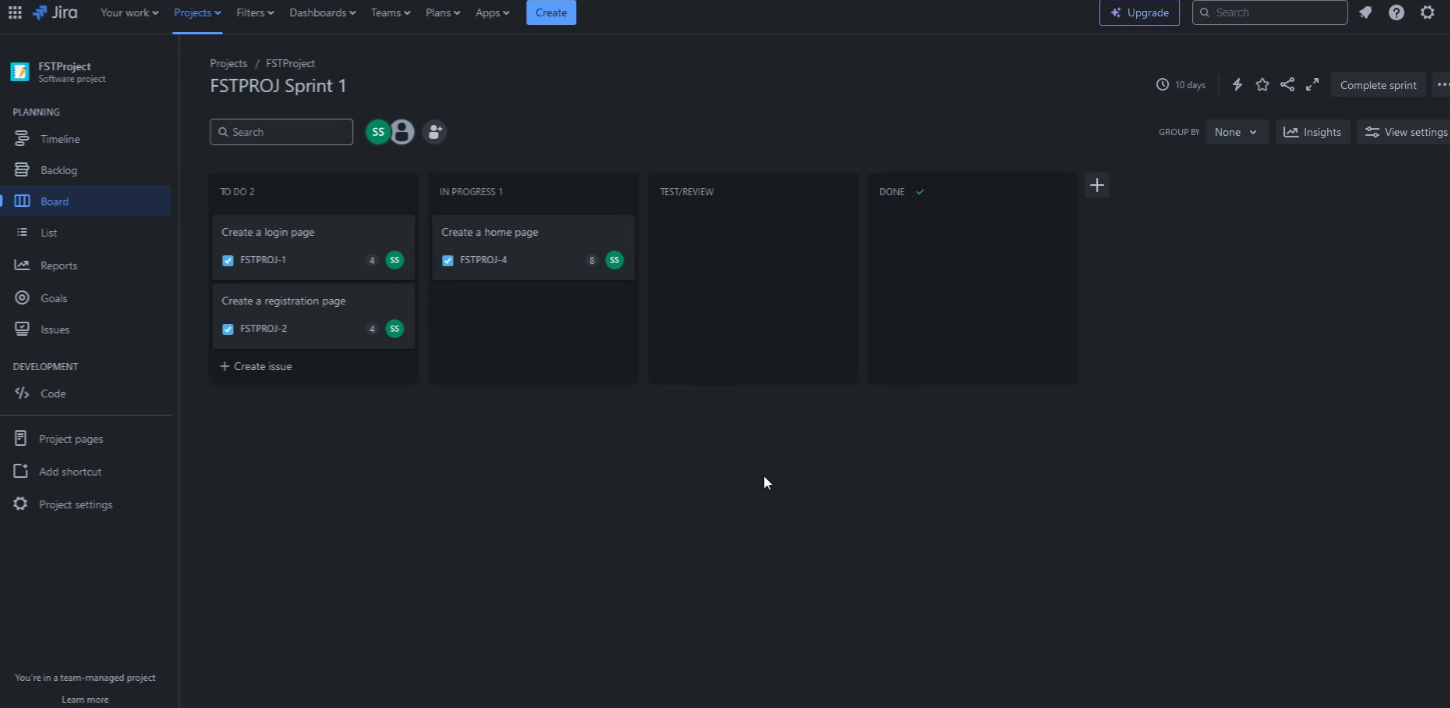 Jira Your work Projects Filters Dashboards Teams Plans Apps Create Upgrade Search
FSTProject
Software project
PLANNING
Timeline
Backlog
Board
List
Reports
Goals
Issues
DEVELOPMENT
Code
Project pages
Add shortcut
Project settings
You're in a team-managed project
Learn more
Projects / FSTProject
FSTPROJ Sprint 1
10 days Complete sprint
Search SS
GROUP BY None Insights View settings
TO DO 2
Create a login page
FSTPROJ-1 4 SS
Create a registration page
FSTPROJ-2 4 SS
+ Create issue
IN PROGRESS 1
Create a home page
FSTPROJ-4 8 SS
TEST/REVIEW
DONE